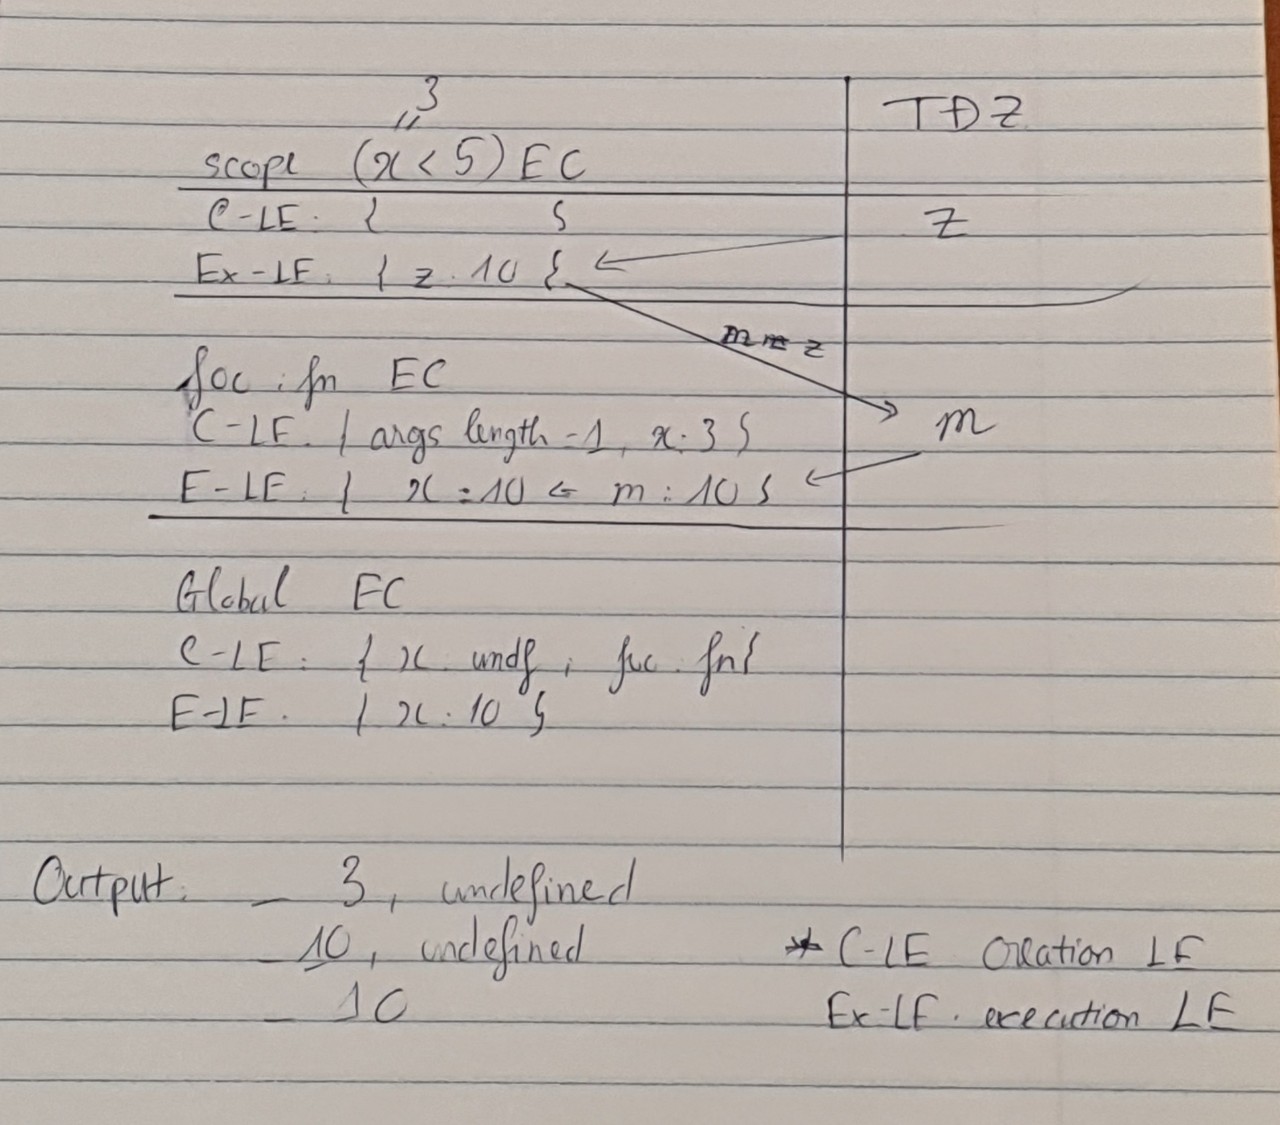 3
"
scope (x < 5) EC
TDZ
C-LE: { }
Z
Ex-LE: { z: 10 }
m = z
foc: fn EC
m
C-LE: { args length-1, x: 3 }
E-LE: { x = 10 ← m: 10 }
Global EC
C-LE: { x undf, fuc: fn }
E-LE: { x: 10 }
Output:
- 3, undefined
- 10, undefined
- 10
* C-LE Creation LE
Ex-LE. execution LE